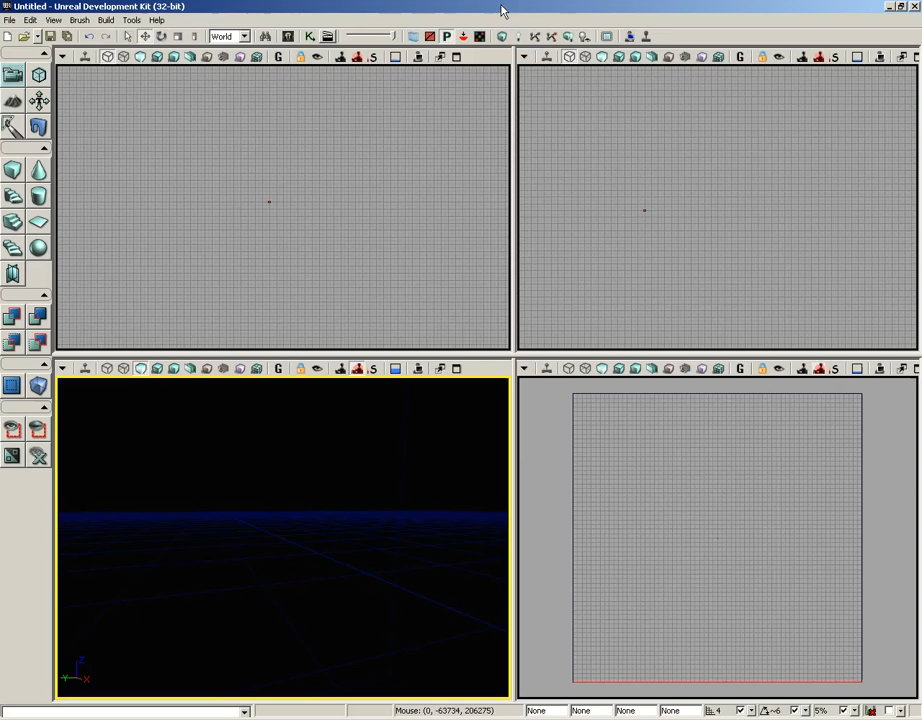 Untitled - Unreal Development Kit (32-bit)
File Edit View Brush Build Tools Help
World P
G S
G S
G S
G S
Z
Y X
Mouse: (0, -63734, 206275) None None None None 4 6 5%